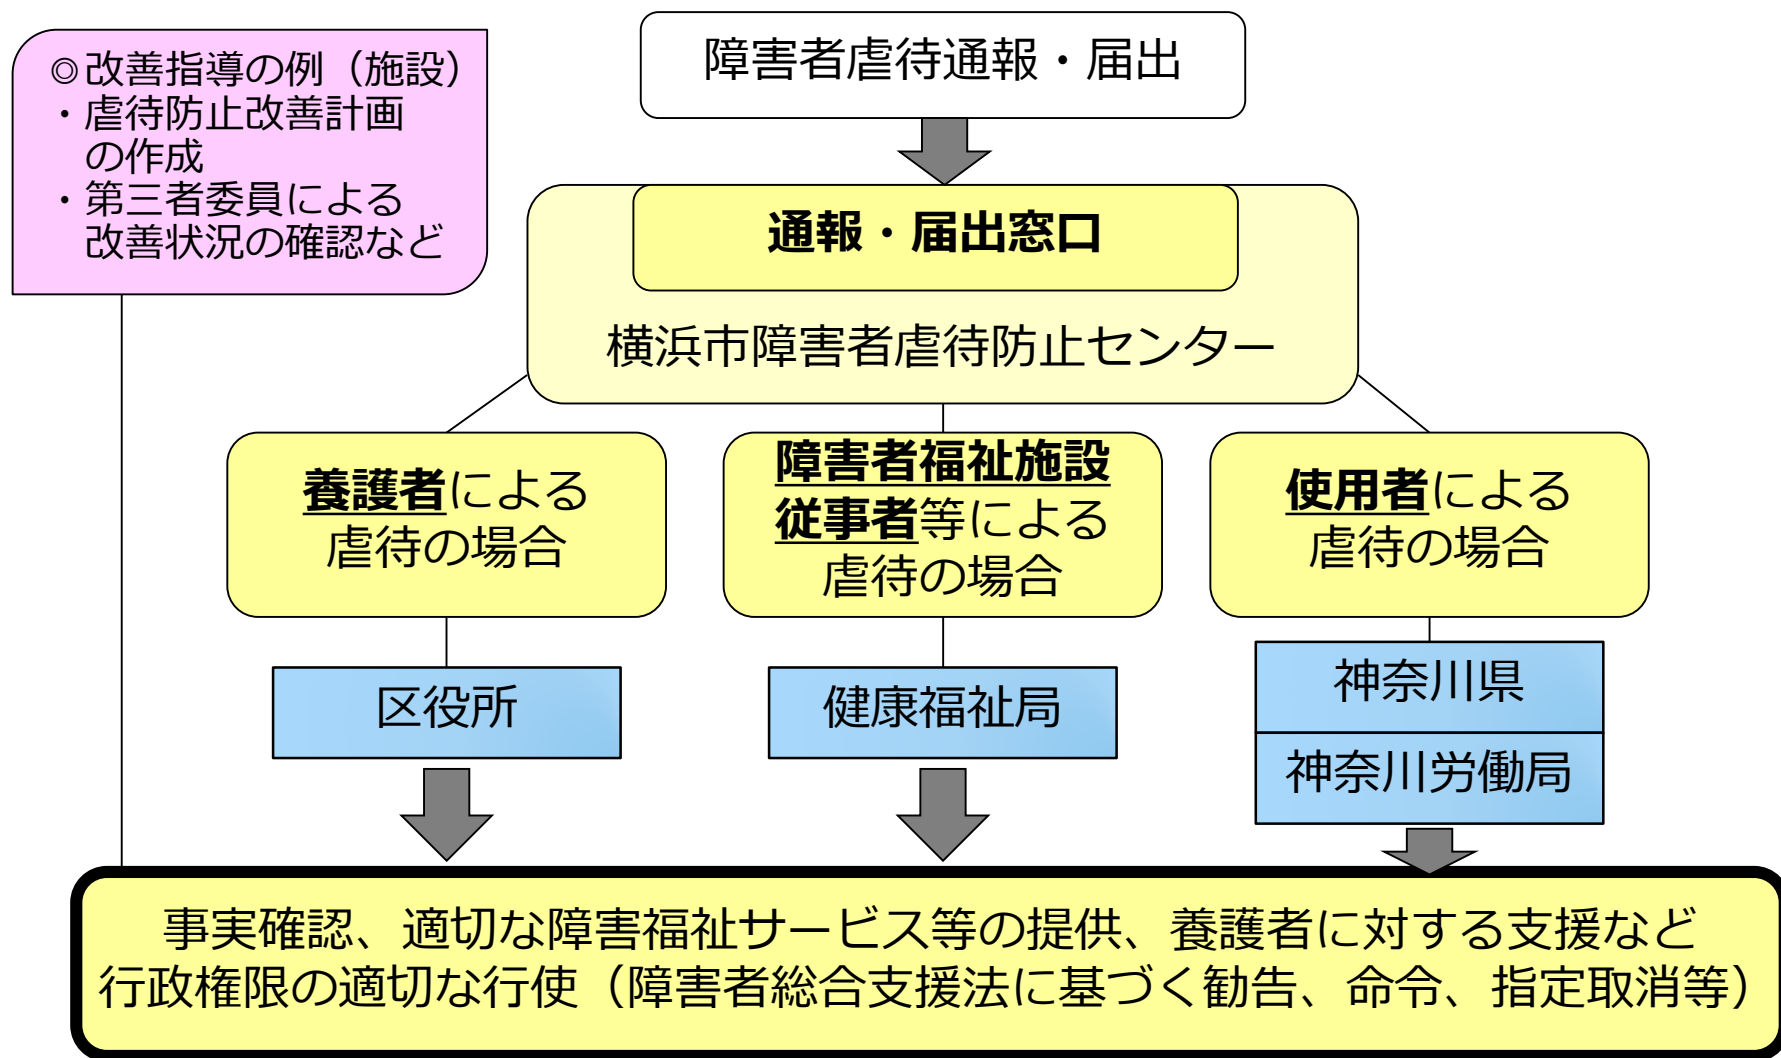 ◎改善指導の例（施設）
・虐待防止改善計画
の作成
・第三者委員による
改善状況の確認など
障害者虐待通報・届出
通報・届出窓口
横浜市障害者虐待防止センター
養護者による
虐待の場合
障害者福祉施設
従事者等による
虐待の場合
使用者による
虐待の場合
区役所
健康福祉局
神奈川県
神奈川労働局
事実確認、適切な障害福祉サービス等の提供、養護者に対する支援など
行政権限の適切な行使（障害者総合支援法に基づく勧告、命令、指定取消等）